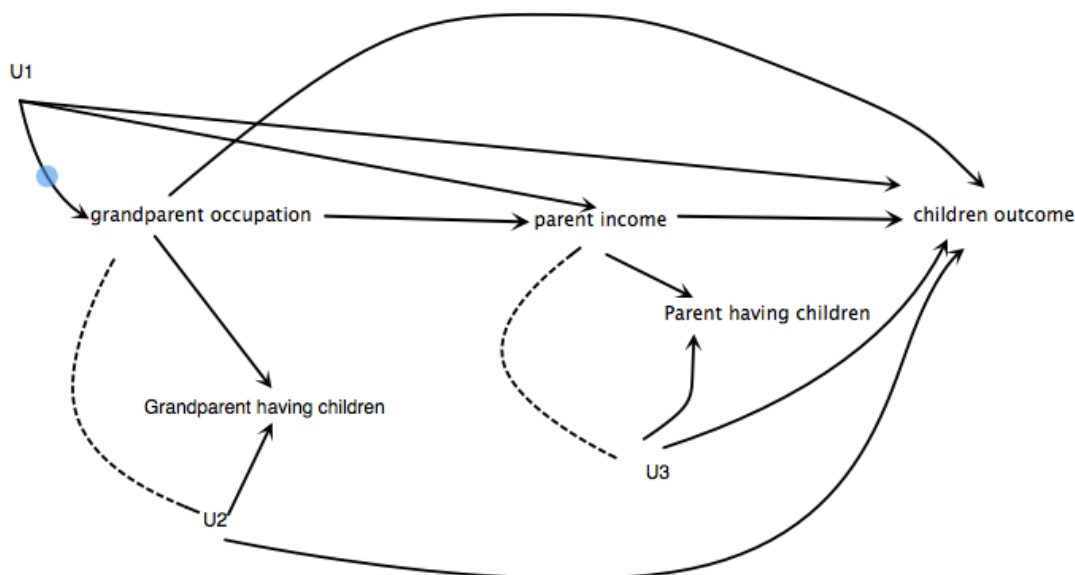 U1
grandparent occupation
parent income
children outcome
Parent having children
Grandparent having children
U3
U2